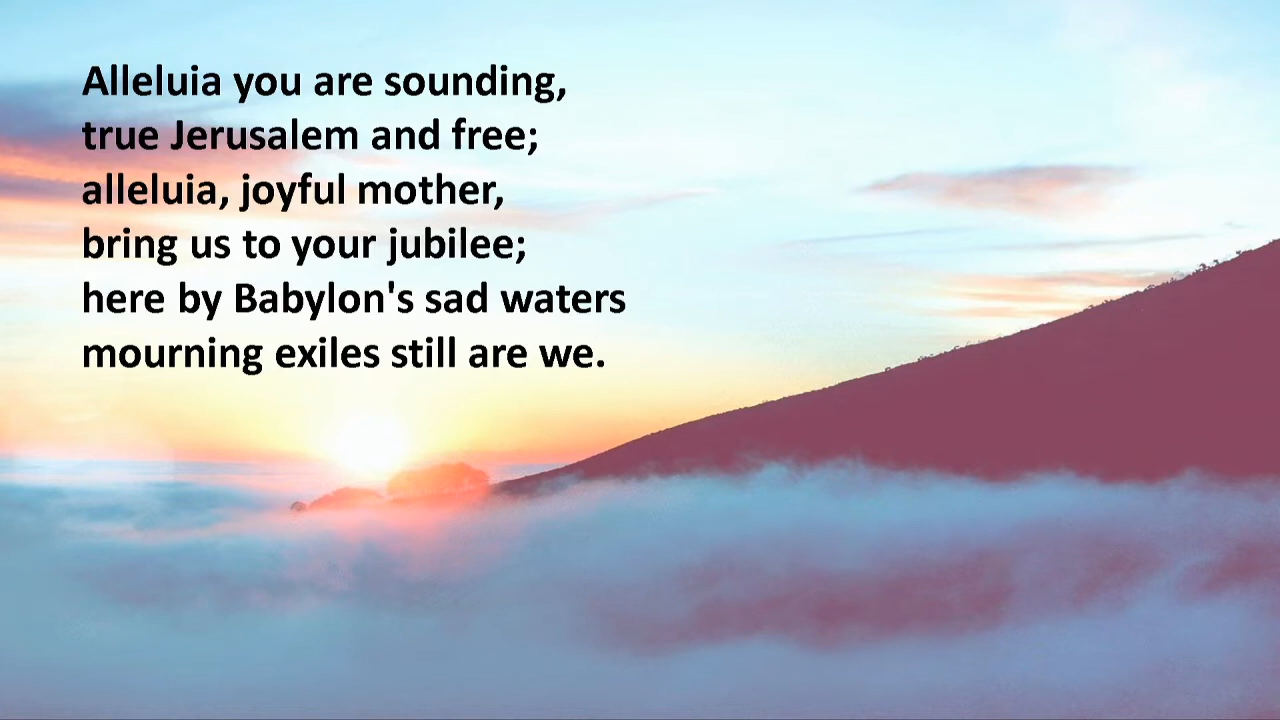 Alleluia you are sounding,
true Jerusalem and free;
alleluia, joyful mother,
bring us to your jubilee;
here by Babylon's sad waters
mourning exiles still are we.